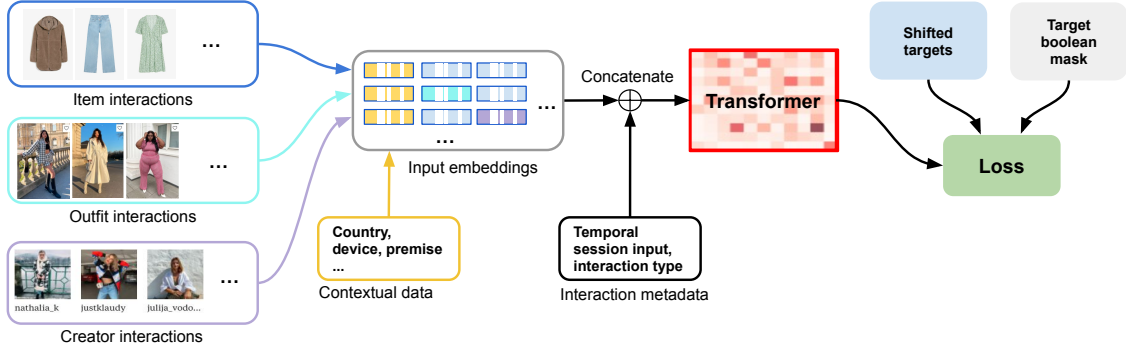 ...
Item interactions
...
Outfit interactions
nathalia_k
justklaudy
julija_vodo...
...
Creator interactions
...
...
Input embeddings
Country,
device, premise
...
Contextual data
Concatenate
Temporal
session input,
interaction type
Interaction metadata
Transformer
Shifted
targets
Target
boolean
mask
Loss